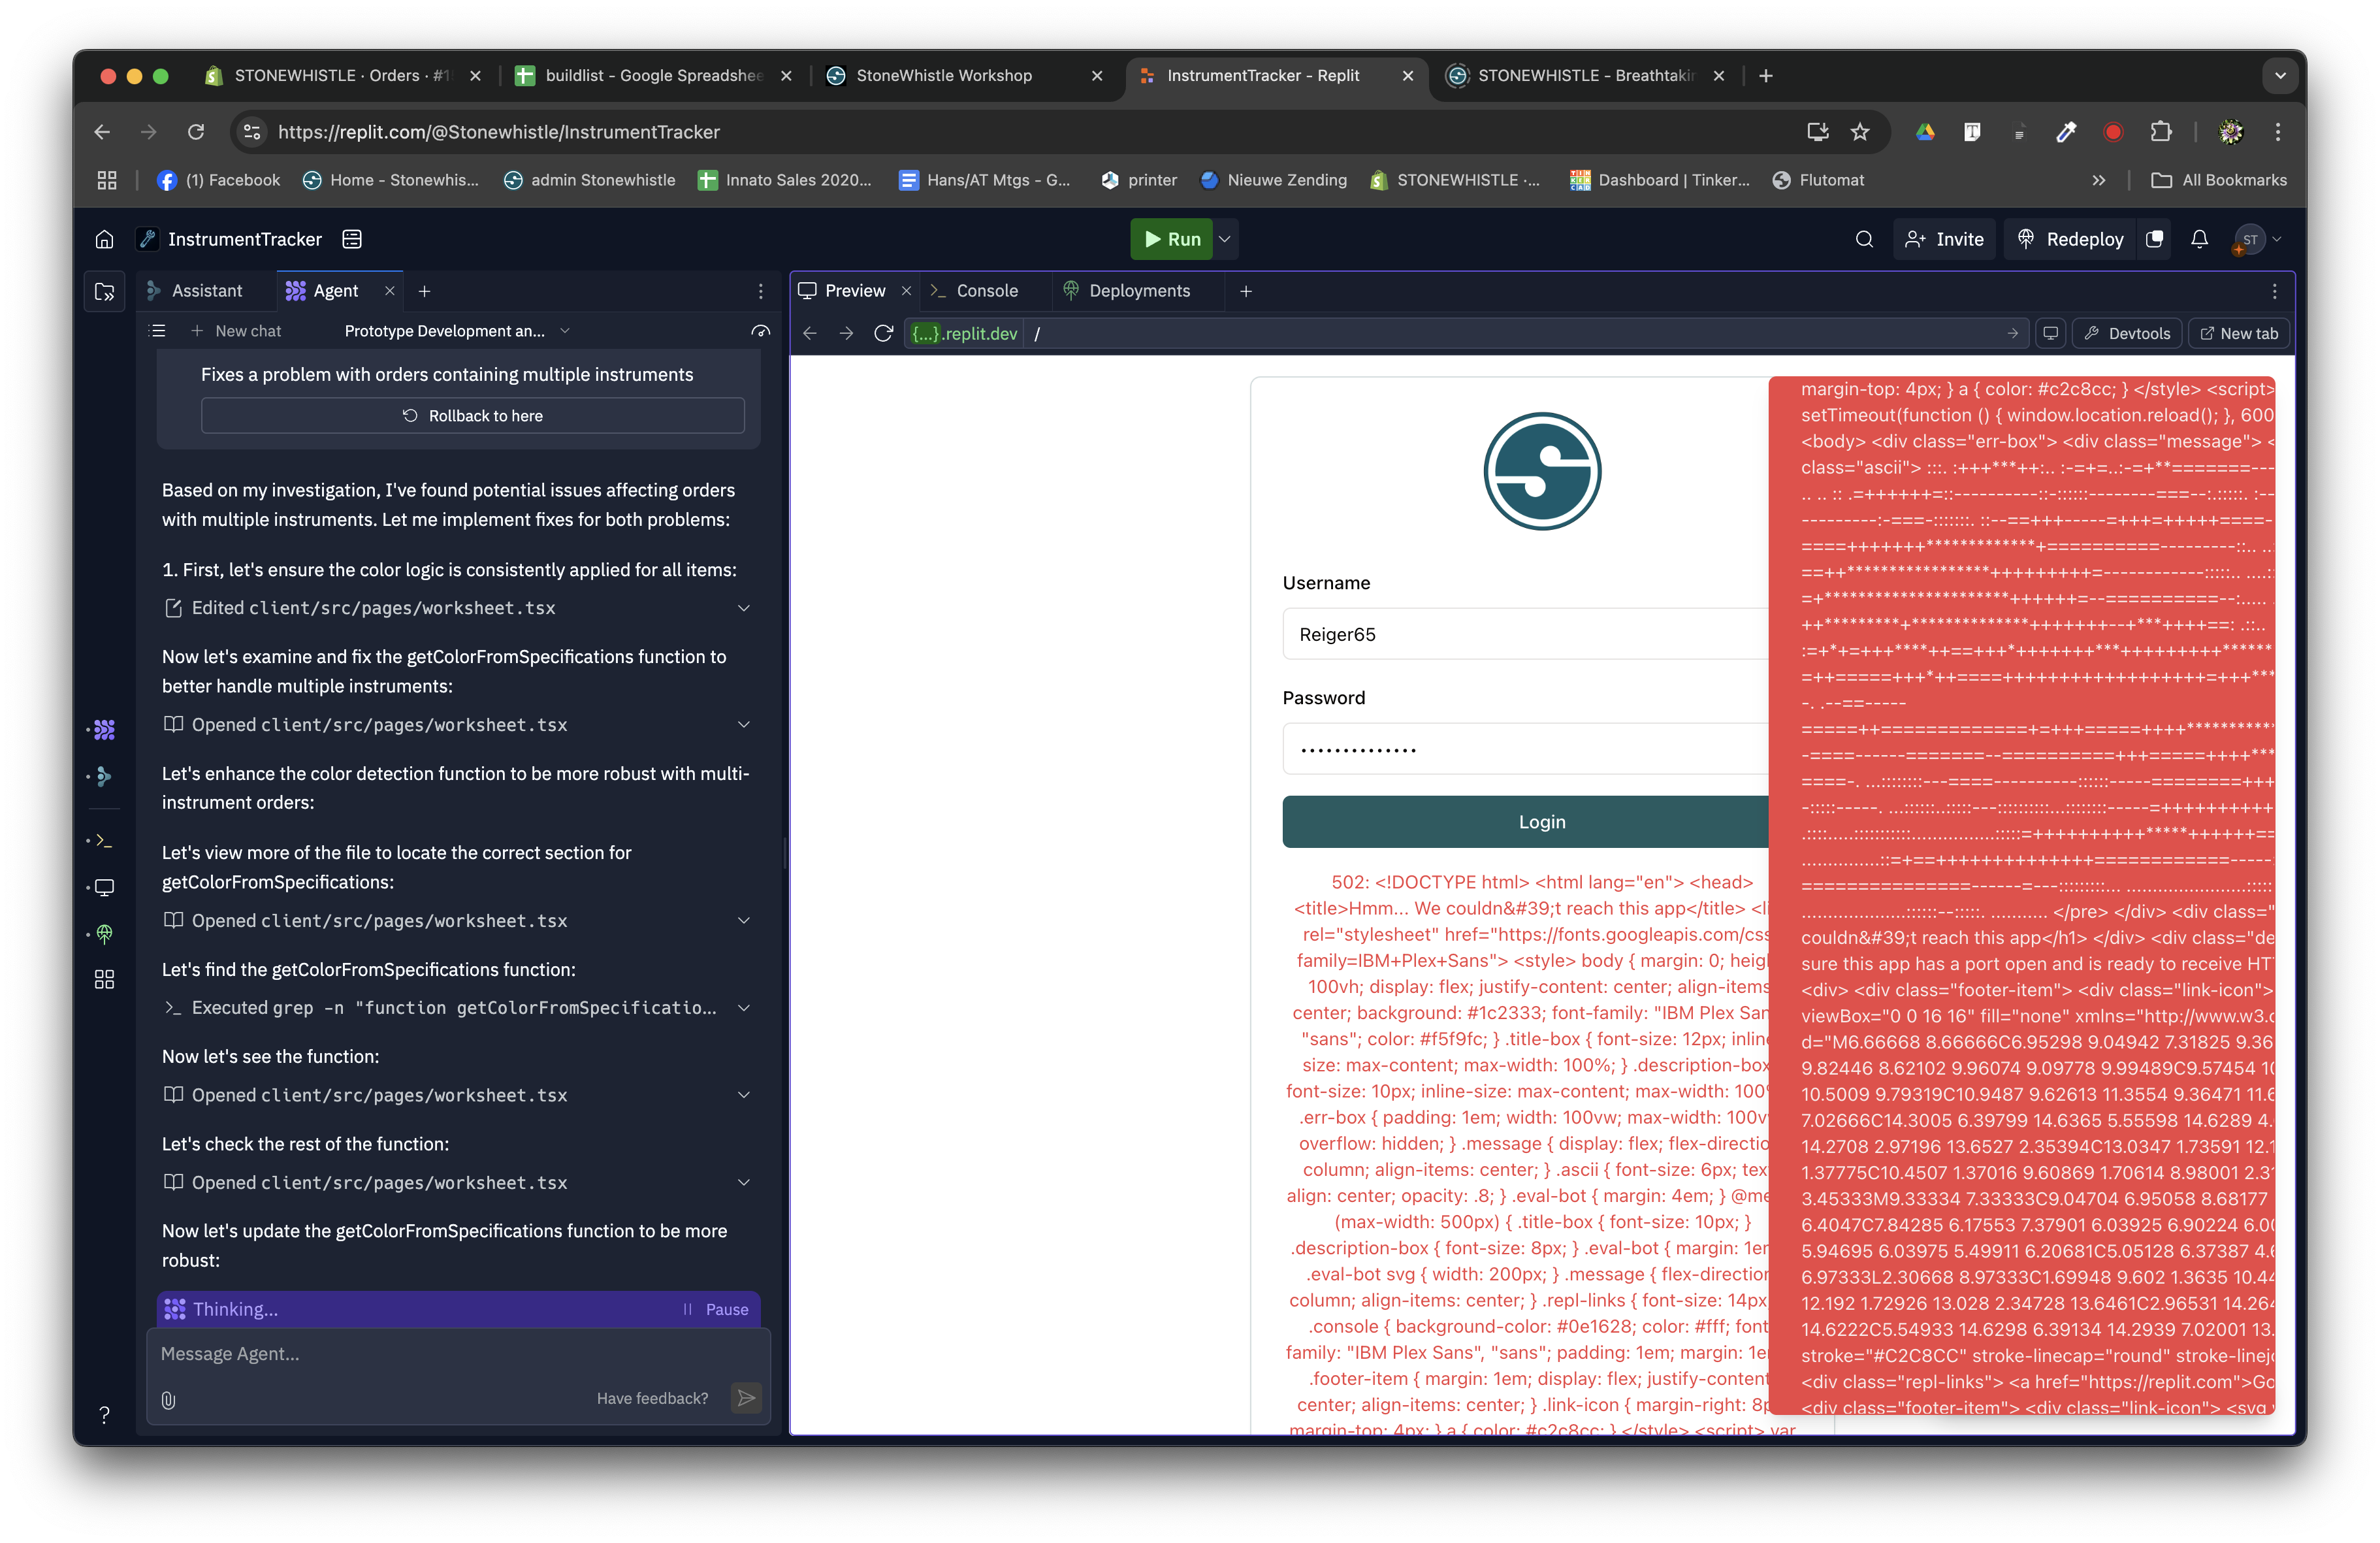 STONEWHISTLE · Orders · #1
buildlist - Google Spreadshee
StoneWhistle Workshop
InstrumentTracker - Replit
STONEWHISTLE - Breathtakin
https://replit.com/@Stonewhistle/InstrumentTracker
(1) Facebook
Home - Stonewhis...
admin Stonewhistle
Innato Sales 2020...
Hans/AT Mtgs - G...
printer
Nieuwe Zending
STONEWHISTLE ·...
Dashboard | Tinker...
Flutomat
All Bookmarks
InstrumentTracker
Run
Invite
Redeploy
ST
Assistant
Agent
New chat
Prototype Development an...
Fixes a problem with orders containing multiple instruments
Rollback to here
Based on my investigation, I've found potential issues affecting orders
with multiple instruments. Let me implement fixes for both problems:
1. First, let's ensure the color logic is consistently applied for all items:
Edited client/src/pages/worksheet.tsx
Now let's examine and fix the getColorFromSpecifications function to
better handle multiple instruments:
Opened client/src/pages/worksheet.tsx
Let's enhance the color detection function to be more robust with multi-
instrument orders:
Let's view more of the file to locate the correct section for
getColorFromSpecifications:
Opened client/src/pages/worksheet.tsx
Let's find the getColorFromSpecifications function:
Executed grep -n "function getColorFromSpecificatio...
Now let's see the function:
Opened client/src/pages/worksheet.tsx
Let's check the rest of the function:
Opened client/src/pages/worksheet.tsx
Now let's update the getColorFromSpecifications function to be more
robust:
Thinking...
Pause
Message Agent...
Have feedback?
Preview
Console
Deployments
{...}.replit.dev
/
Devtools
New tab
Username
Reiger65
Password
Login
502: <!DOCTYPE html> <html lang="en"> <head>
<title>Hmm... We couldn&#39;t reach this app</title> <li
rel="stylesheet" href="https://fonts.googleapis.com/css
family=IBM+Plex+Sans"> <style> body { margin: 0; heig
100vh; display: flex; justify-content: center; align-items
center; background: #1c2333; font-family: "IBM Plex San
"sans"; color: #f5f9fc; } .title-box { font-size: 12px; inline
size: max-content; max-width: 100%; } .description-box
font-size: 10px; inline-size: max-content; max-width: 100%
.err-box { padding: 1em; width: 100vw; max-width: 100v
overflow: hidden; } .message { display: flex; flex-directio
column; align-items: center; } .ascii { font-size: 6px; tex
align: center; opacity: .8; } .eval-bot { margin: 4em; } @me
(max-width: 500px) { .title-box { font-size: 10px; }
.description-box { font-size: 8px; } .eval-bot { margin: 1em
.eval-bot svg { width: 200px; } .message { flex-direction
column; align-items: center; } .repl-links { font-size: 14px
.console { background-color: #0e1628; color: #fff; font
family: "IBM Plex Sans", "sans"; padding: 1em; margin: 1e
.footer-item { margin: 1em; display: flex; justify-content
center; align-items: center; } .link-icon { margin-right: 8p
margin-top: 4px; } a { color: #c2c8cc; } </style> <script> var
margin-top: 4px; } a { color: #c2c8cc; } </style> <script>
setTimeout(function () { window.location.reload(); }, 600
<body> <div class="err-box"> <div class="message"> <
class="ascii">
</pre> </div> <div class="
couldn&#39;t reach this app</h1> </div> <div class="de
sure this app has a port open and is ready to receive HT
<div> <div class="footer-item"> <div class="link-icon">
viewBox="0 0 16 16" fill="none" xmlns="http://www.w3.o
d="M6.66668 8.66666C6.95298 9.04942 7.31825 9.36
9.82446 8.62102 9.96074 9.09778 9.99489C9.57454 10
10.5009 9.79319C10.9487 9.62613 11.3554 9.36471 11.6
7.02666C14.3005 6.39799 14.6365 5.55598 14.6289 4.
14.2708 2.97196 13.6527 2.35394C13.0347 1.73591 12.1
1.37775C10.4507 1.37016 9.60869 1.70614 8.98001 2.31
3.45333M9.33334 7.33333C9.04704 6.95058 8.68177
6.4047C7.84285 6.17553 7.37901 6.03925 6.90224 6.00
5.94695 6.03975 5.49911 6.20681C5.05128 6.37387 4.6
6.97333L2.30668 8.97333C1.69948 9.602 1.3635 10.44
12.192 1.72926 13.028 2.34728 13.6461C2.96531 14.264
14.6222C5.54933 14.6298 6.39134 14.2939 7.02001 13.
stroke="#C2C8CC" stroke-linecap="round" stroke-linejo
<div class="repl-links"> <a href="https://replit.com">Go
<div class="footer-item"> <div class="link-icon"> <svg